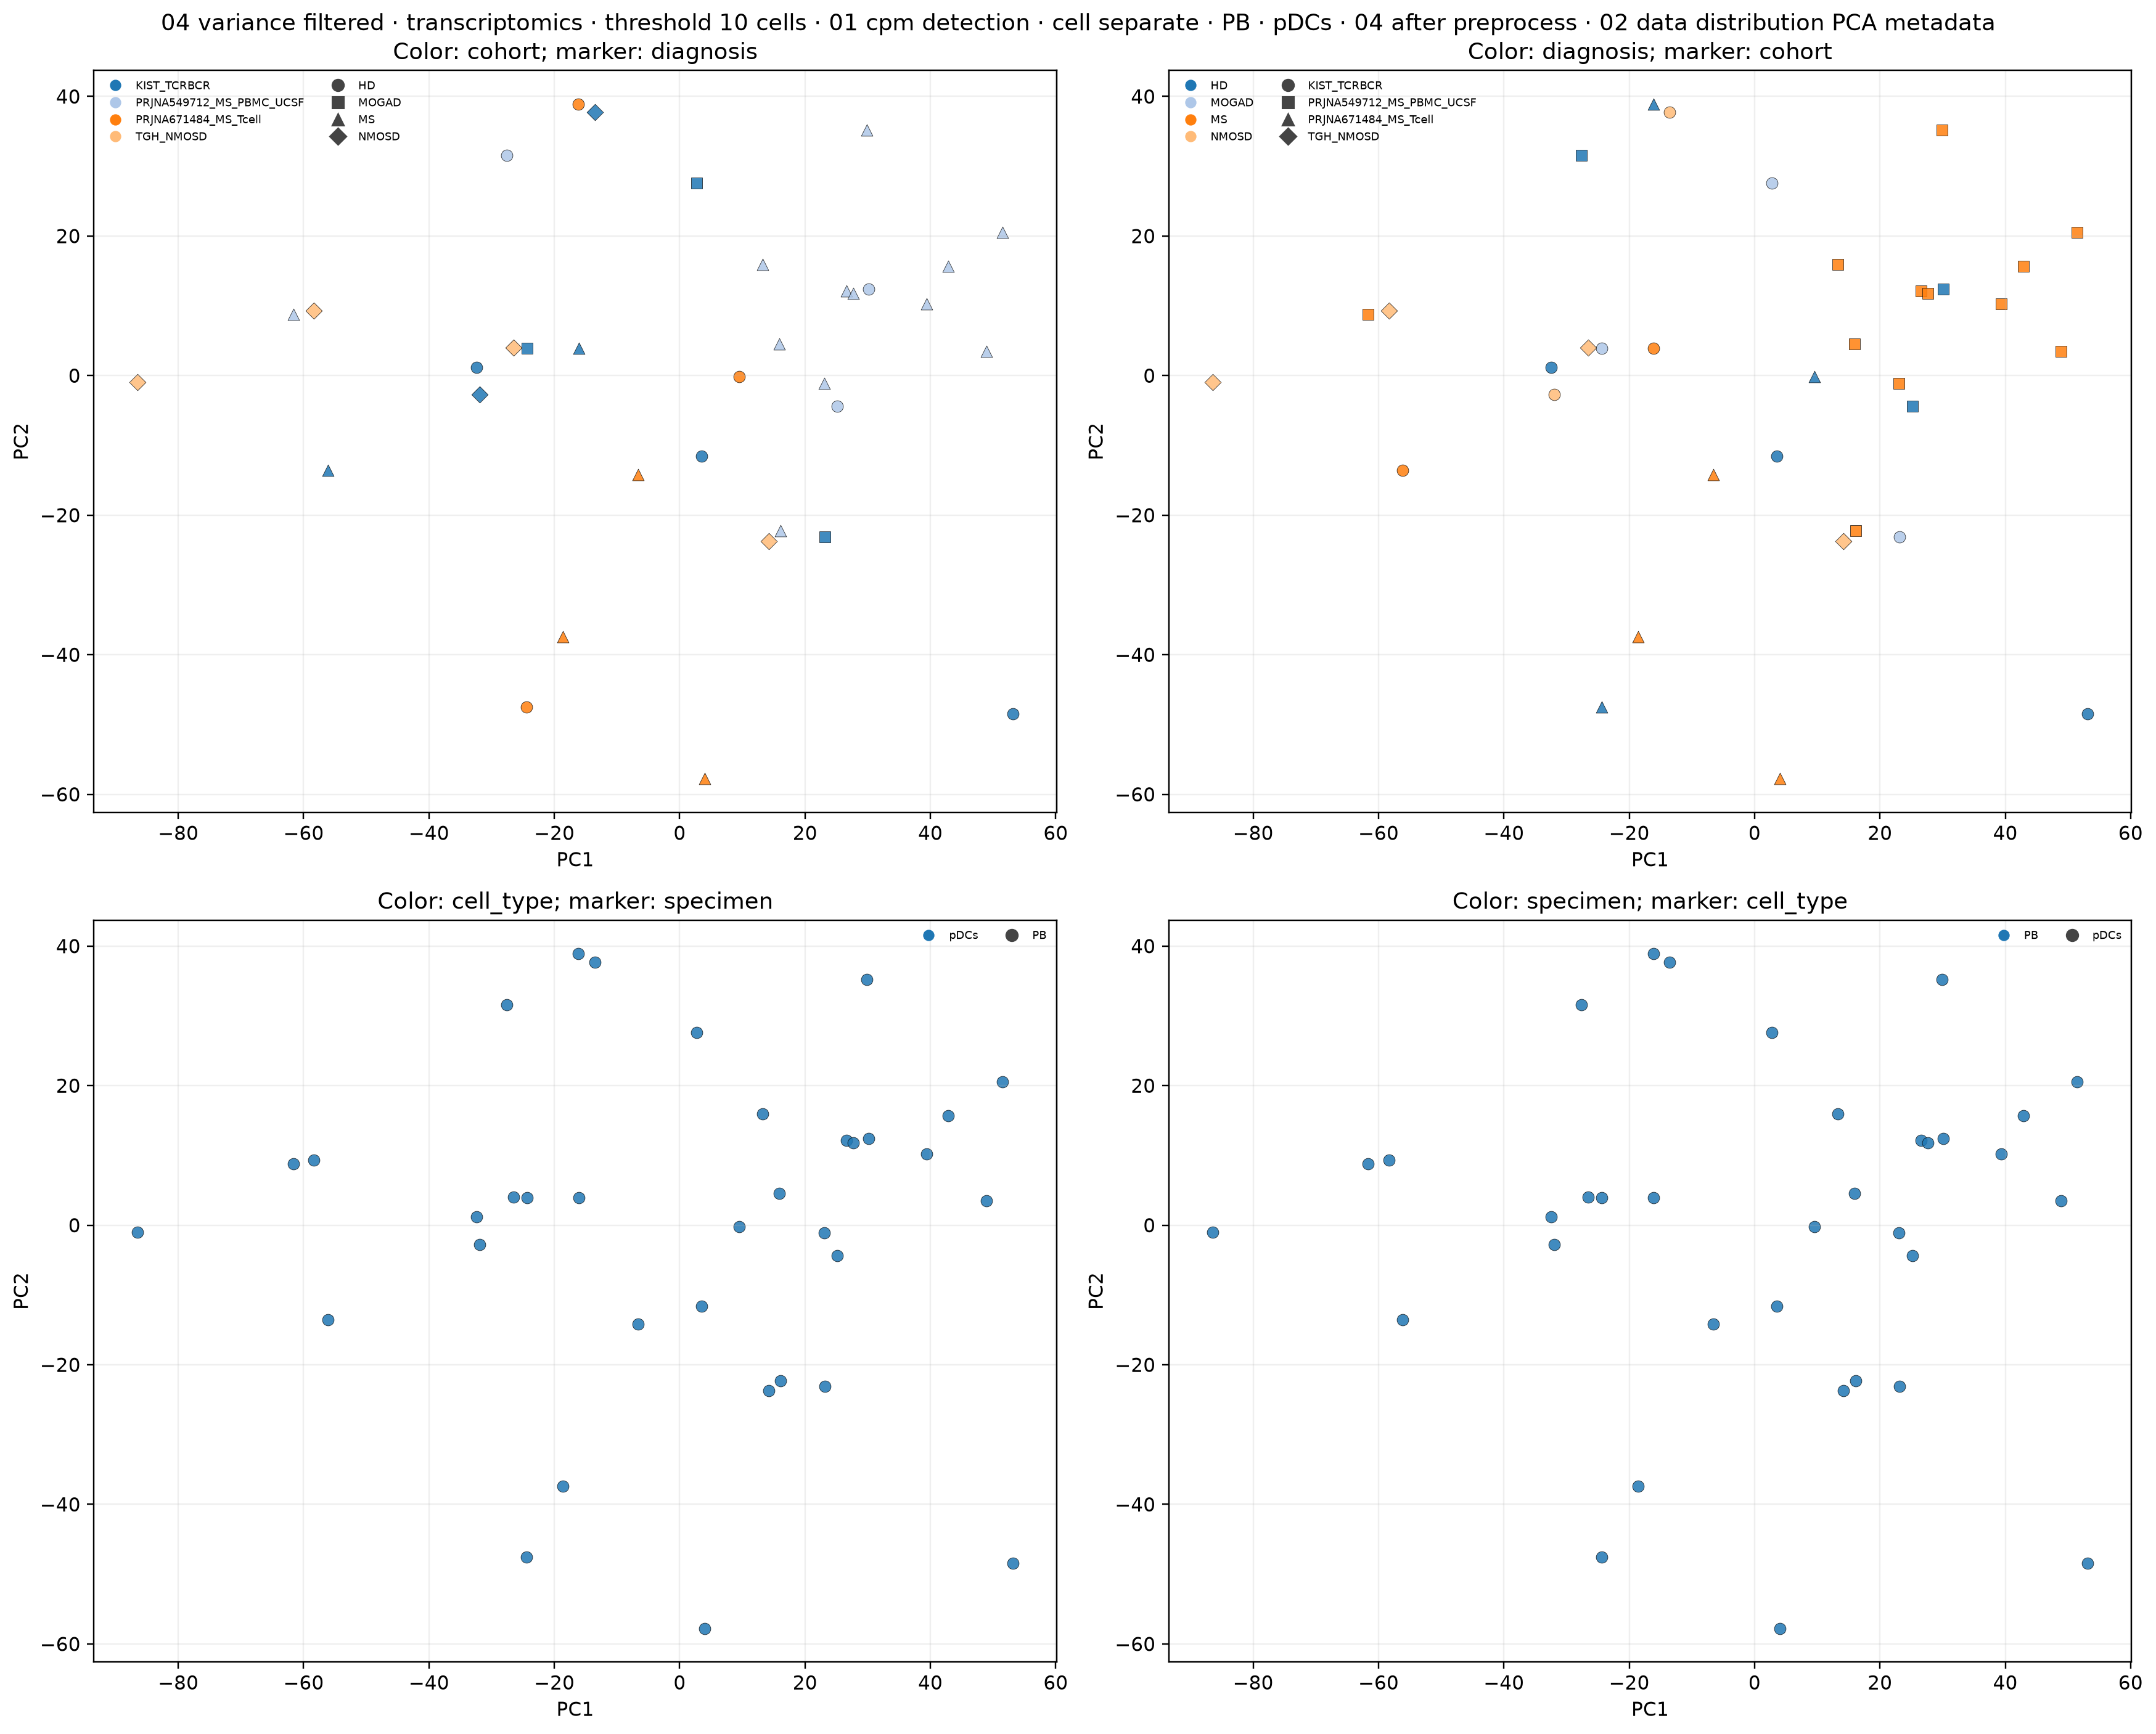 04 variance filtered · transcriptomics · threshold 10 cells · 01 cpm detection · cell separate · PB · pDCs · 04 after preprocess · 02 data distribution PCA metadata
Color: cohort; marker: diagnosis
KIST_TCRBCR HD
PRJNA549712_MS_PBMC_UCSF MOGAD
PRJNA671484_MS_Tcell MS
TGH_NMOSD NMOSD
40
20
0
−20
−40
−60
PC2
−80 −60 −40 −20 0 20 40 60
PC1
Color: diagnosis; marker: cohort
HD KIST_TCRBCR
MOGAD PRJNA549712_MS_PBMC_UCSF
MS PRJNA671484_MS_Tcell
NMOSD TGH_NMOSD
40
20
0
−20
−40
−60
PC2
−80 −60 −40 −20 0 20 40 60
PC1
Color: cell_type; marker: specimen
pDCs PB
40
20
0
−20
−40
−60
PC2
−80 −60 −40 −20 0 20 40 60
PC1
Color: specimen; marker: cell_type
PB pDCs
40
20
0
−20
−40
−60
PC2
−80 −60 −40 −20 0 20 40 60
PC1